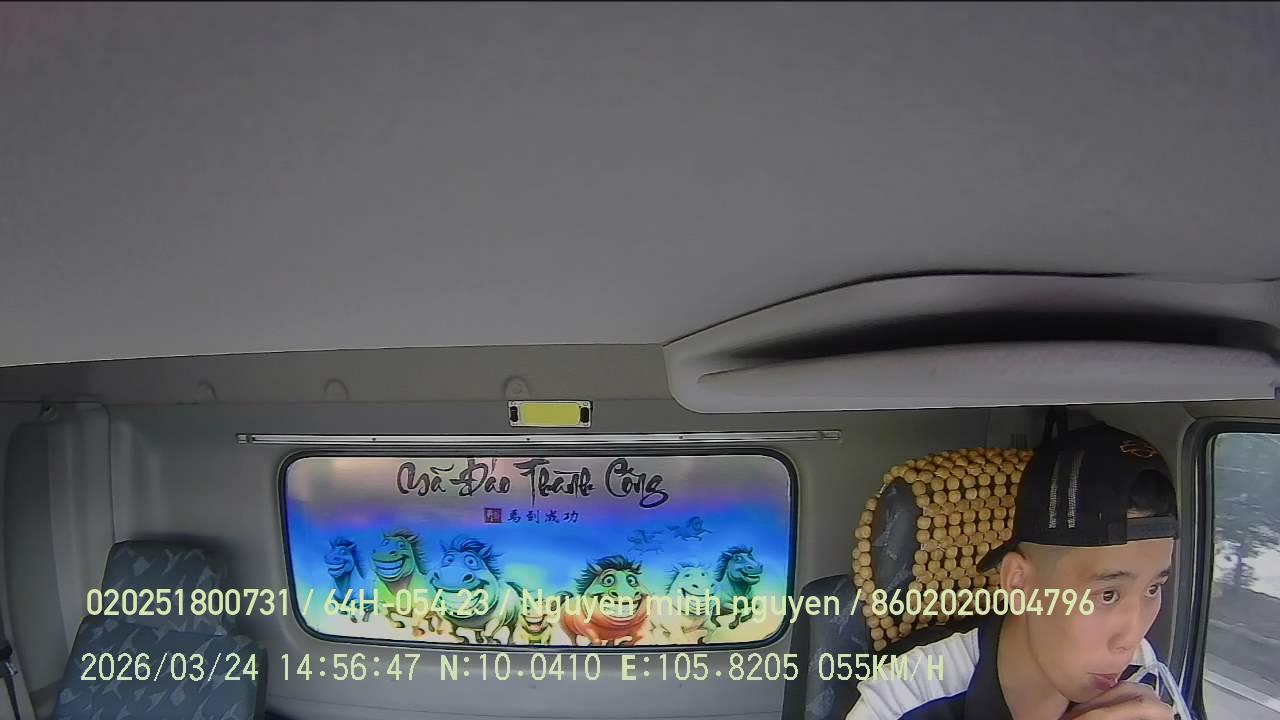 Mã Đáo Thành Công
馬到成功
020251800731 / 64H-054.23 / Nguyen minh nguyen / 8602020004796
2026/03/24 14:56:47 N:10.0410 E:105.8205 055KM/H